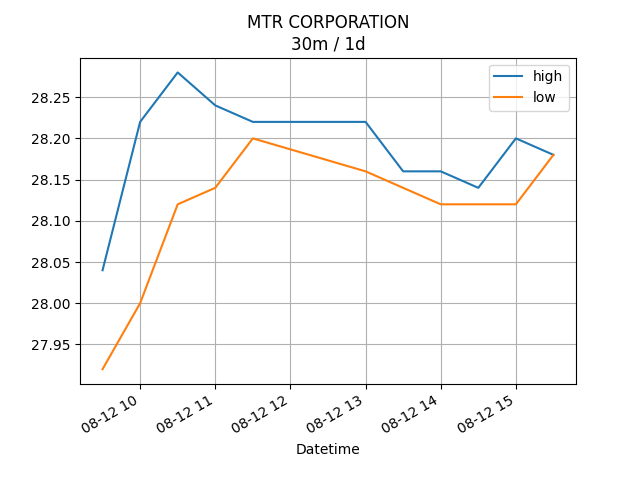 MTR CORPORATION
30m / 1d
high
low
28.25
28.20
28.15
28.10
28.05
28.00
27.95
08-12 10
08-12 11
08-12 12
08-12 13
08-12 14
08-12 15
Datetime